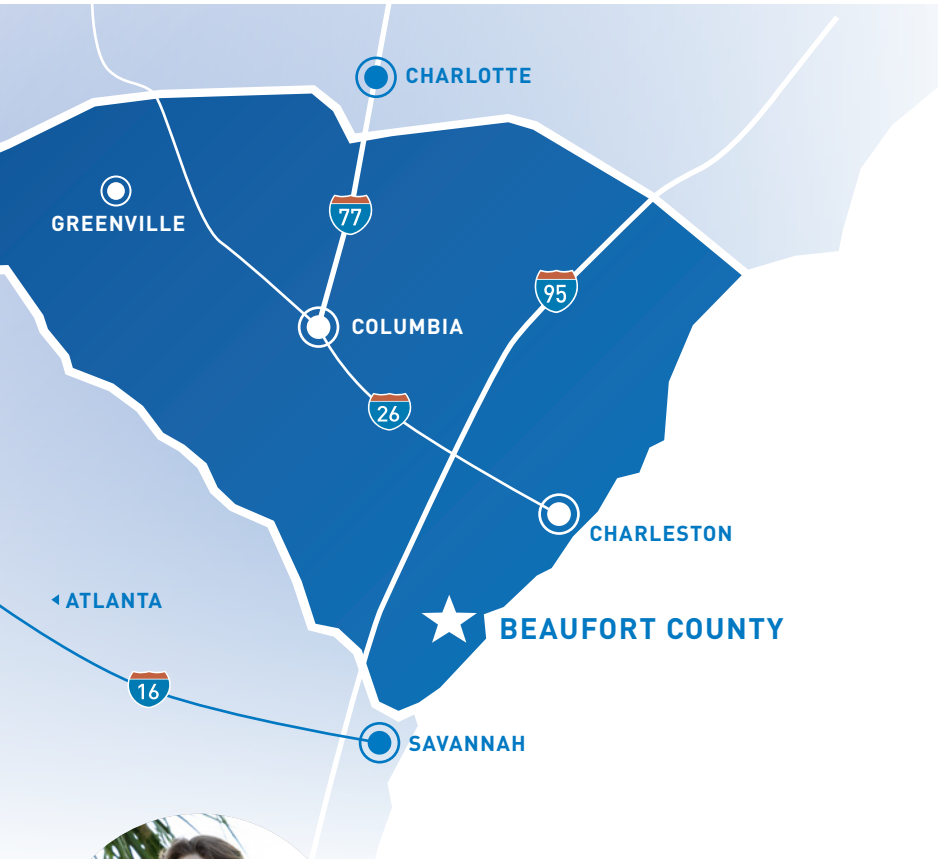 CHARLOTTE
GREENVILLE
77
95
COLUMBIA
26
CHARLESTON
ATLANTA
BEAUFORT COUNTY
16
SAVANNAH